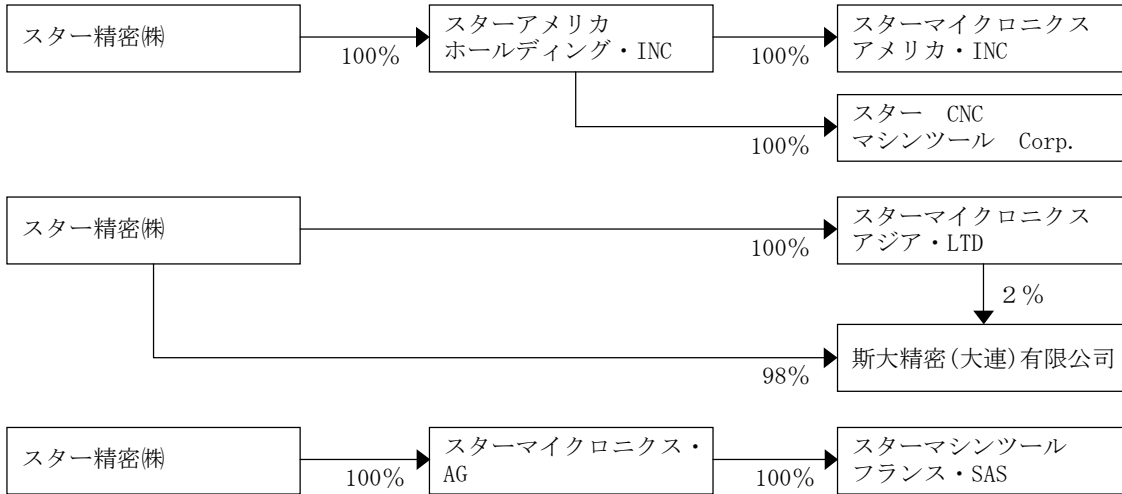 スター精密㈱
100%
スターアメリカ
ホールディング・INC
100%
スターマイクロニクス
アメリカ・INC
100%
スター　CNC
マシンツール　Corp.
スター精密㈱
100%
スターマイクロニクス
アジア・LTD
２%
98%
斯大精密(大連)有限公司
スター精密㈱
100%
スターマイクロニクス・
AG
100%
スターマシンツール
フランス・SAS